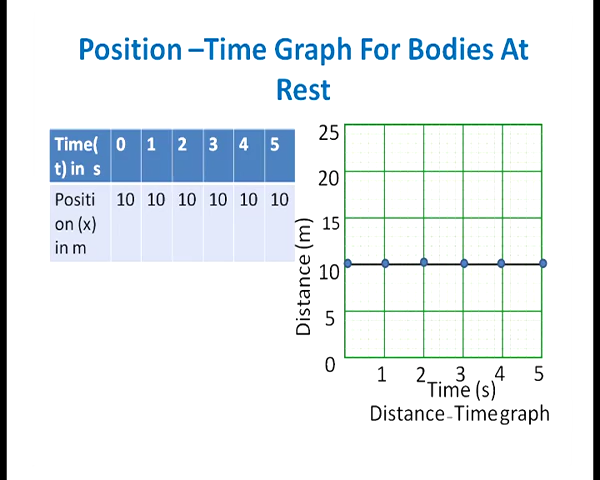 Position –Time Graph For Bodies At
Rest
Time( 0 1 2 3 4 5
t) in s
Positi 10 10 10 10 10 10
on (x)
in m
25
20
15
10
5
0
Distance (m)
1 2 3 4 5
Time (s)
Distance-Timegraph